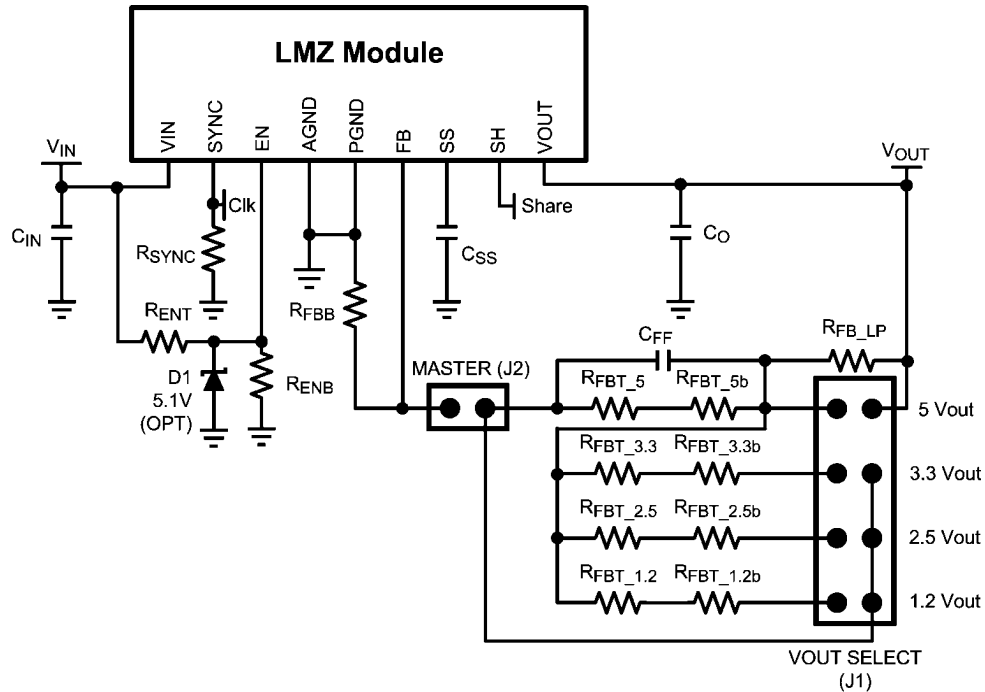 LMZ Module
VIN
SYNC
EN
AGND
PGND
FB
SS
SH
VOUT
VIN
VOUT
Clk
Share
CIN
RSYNC
CSS
CO
RENT
RFBB
CFF
RFB_LP
D1
5.1V
(OPT)
RENB
MASTER (J2)
RFBT_5
RFBT_5b
5 Vout
RFBT_3.3
RFBT_3.3b
3.3 Vout
RFBT_2.5
RFBT_2.5b
2.5 Vout
RFBT_1.2
RFBT_1.2b
1.2 Vout
VOUT SELECT
(J1)